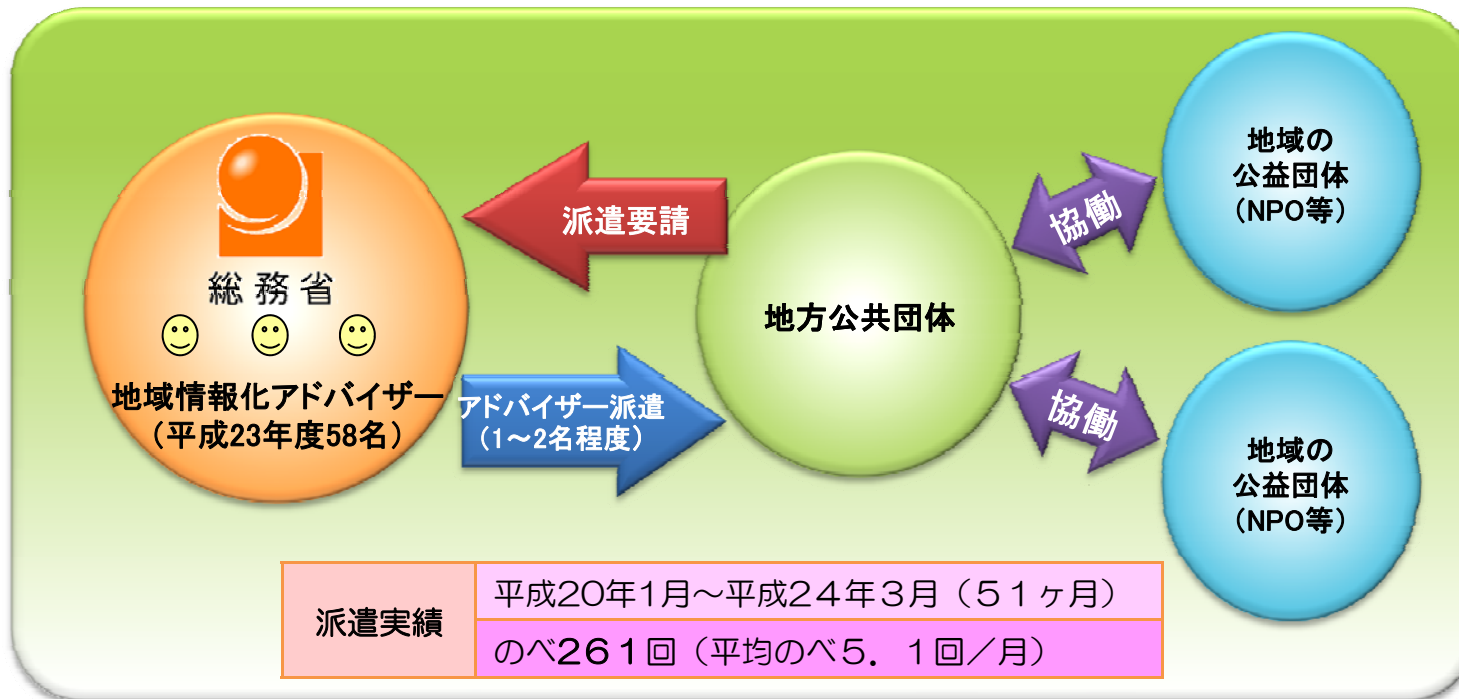 総務省
地域情報化アドバイザー
（平成23年度58名）
派遣要請
アドバイザー派遣
（1～2名程度）
地方公共団体
協働
協働
地域の
公益団体
（NPO等）
地域の
公益団体
（NPO等）
派遣実績
平成20年1月～平成24年3月（５１ヶ月）
のべ２６１回（平均のべ５．１回／月）